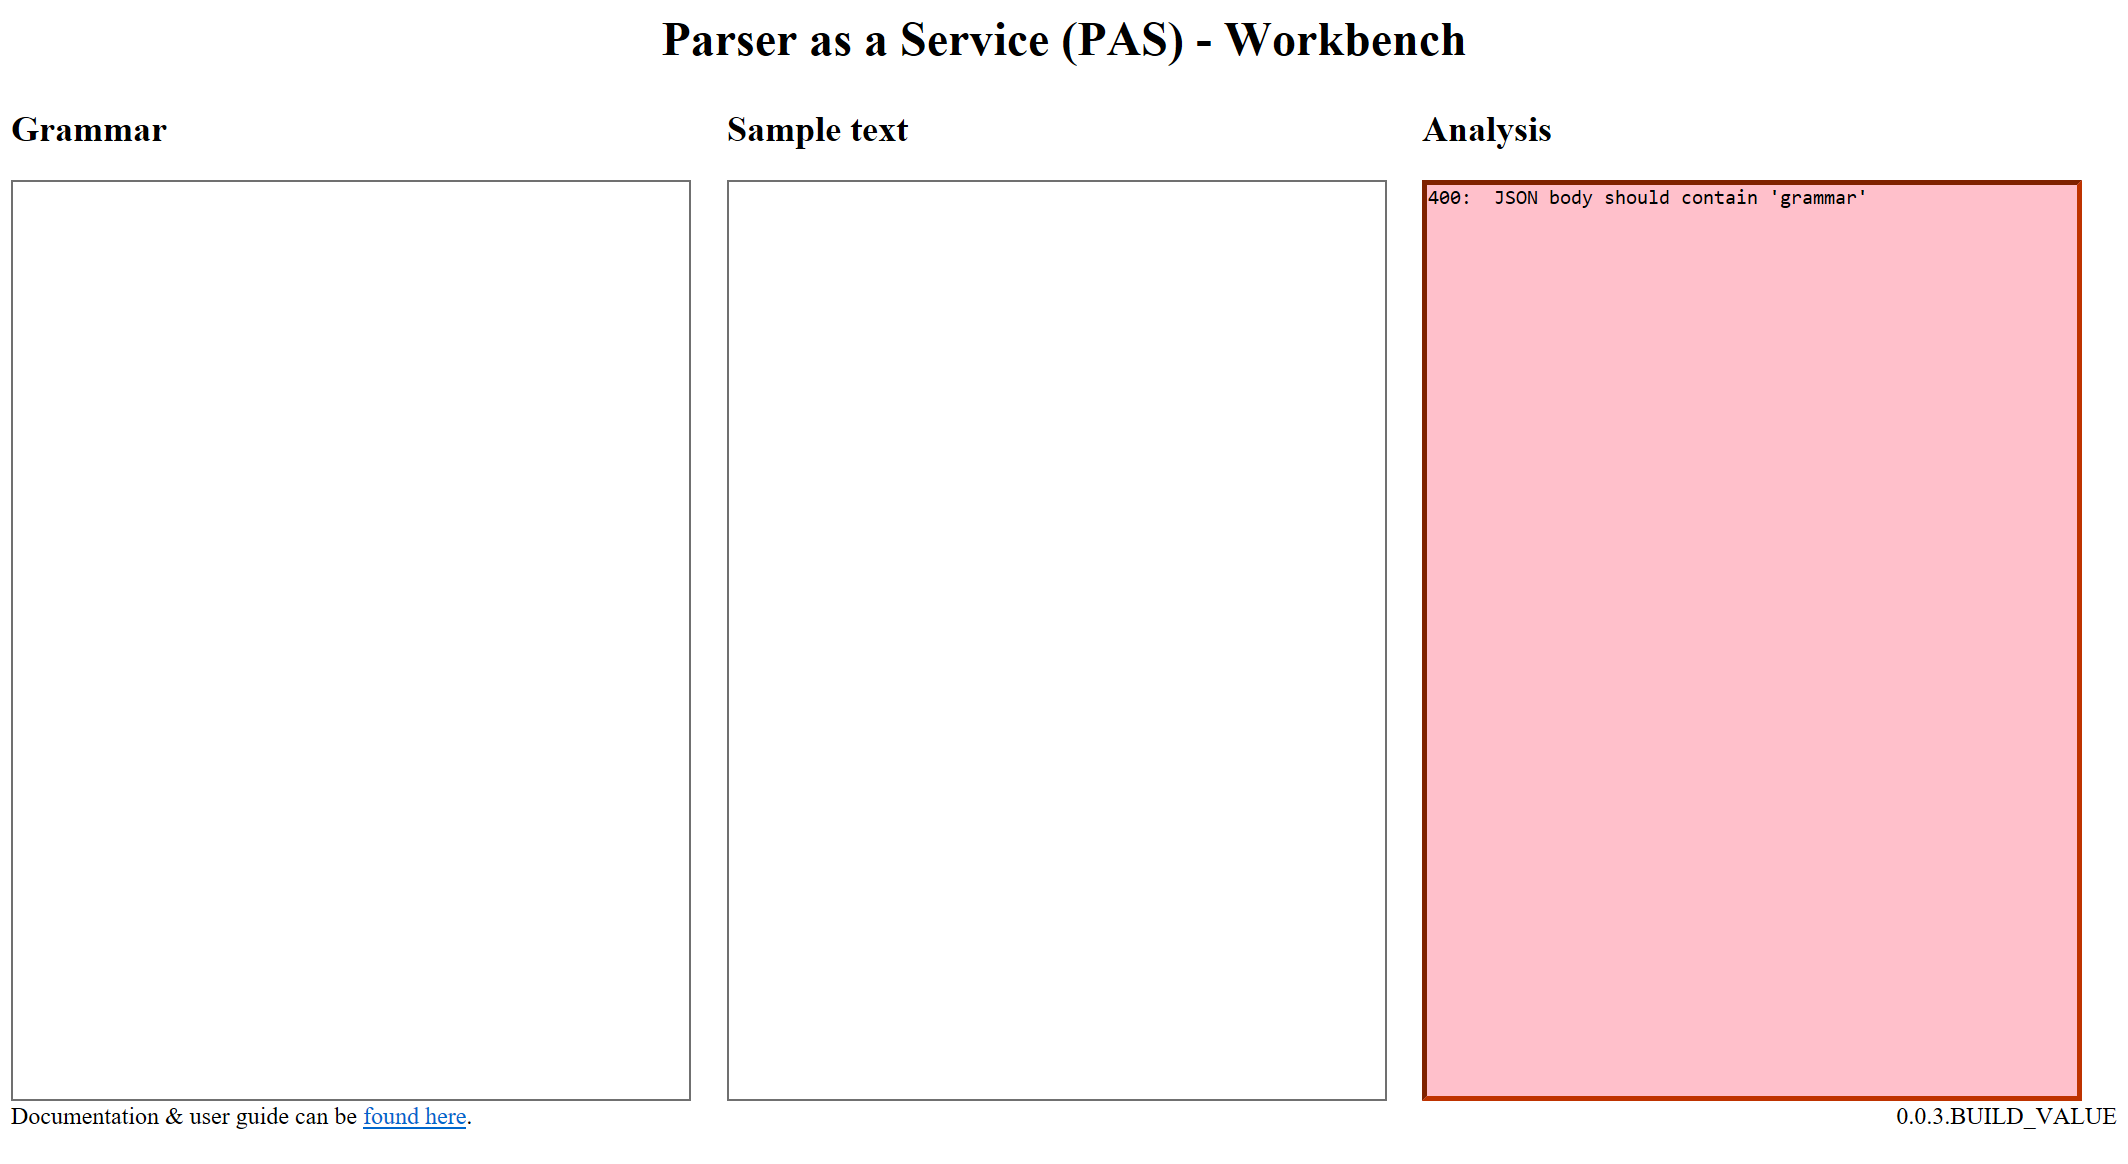 Parser as a Service (PAS) - Workbench
Grammar
Sample text
Analysis
400:  JSON body should contain 'grammar'
Documentation & user guide can be found here.
0.0.3.BUILD_VALUE